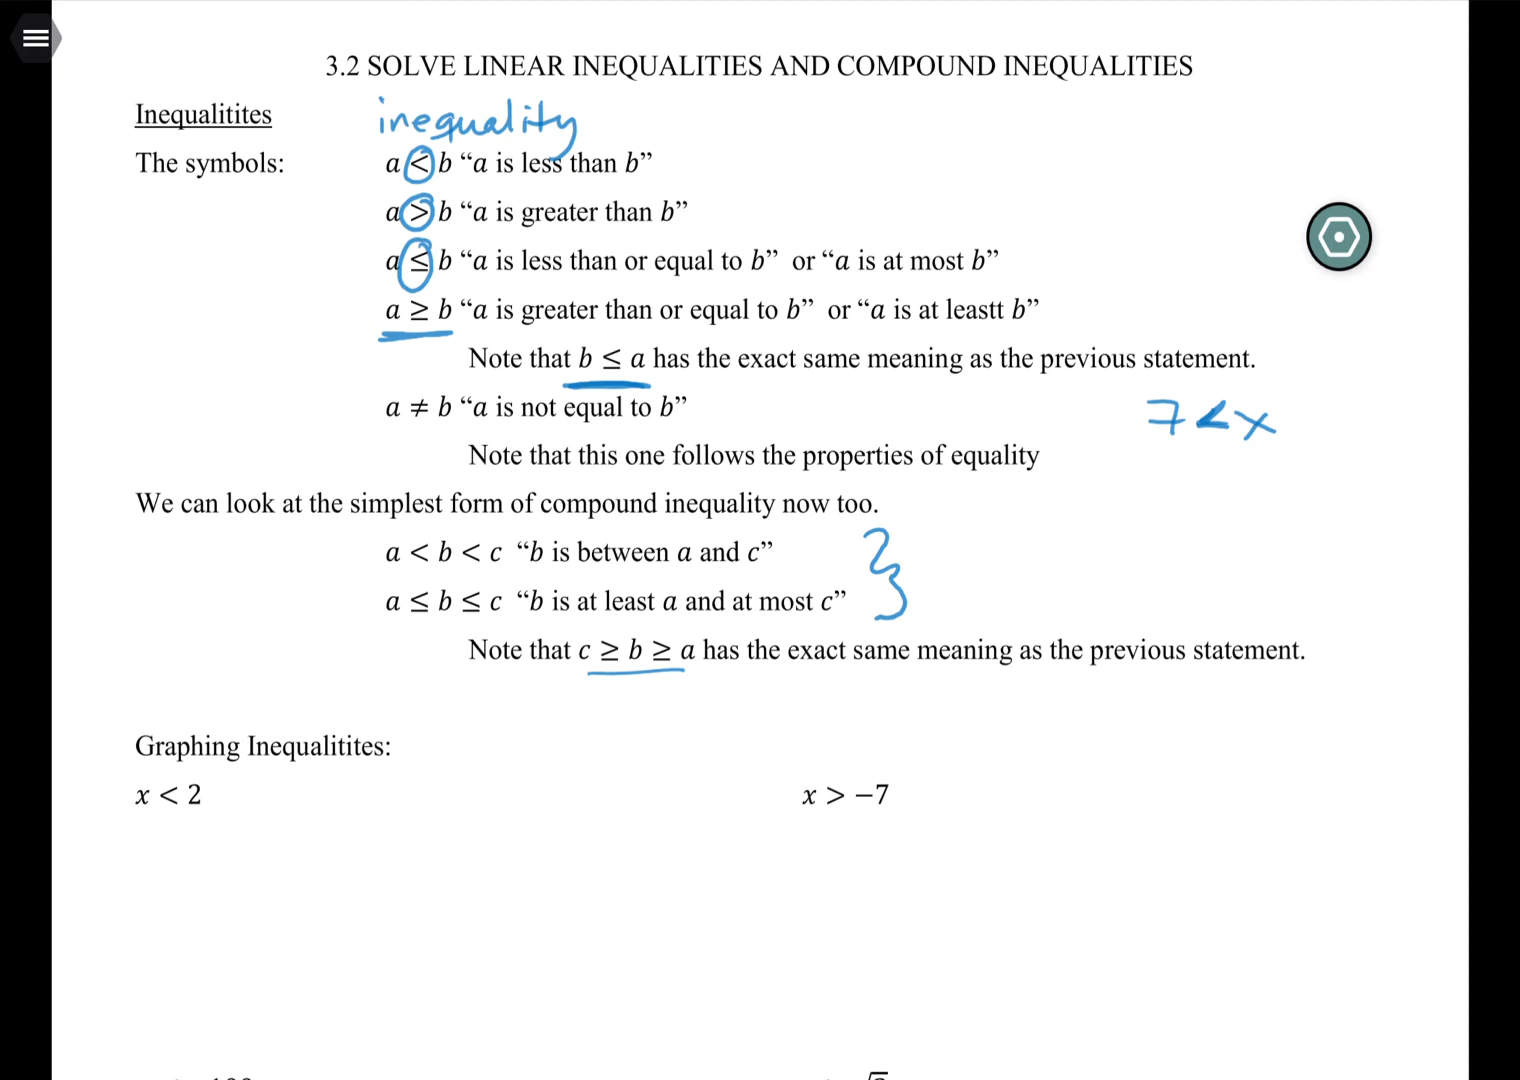 3.2 SOLVE LINEAR INEQUALITIES AND COMPOUND INEQUALITIES
Inequalitites
inequality
The symbols: a < b “a is less than b”
a > b “a is greater than b”
a ≤ b “a is less than or equal to b” or “a is at most b”
a ≥ b “a is greater than or equal to b” or “a is at leastt b”
Note that b ≤ a has the exact same meaning as the previous statement.
a ≠ b “a is not equal to b”
7 < x
Note that this one follows the properties of equality
We can look at the simplest form of compound inequality now too.
a < b < c “b is between a and c”
a ≤ b ≤ c “b is at least a and at most c”
Note that c ≥ b ≥ a has the exact same meaning as the previous statement.
Graphing Inequalitites:
x < 2 x > −7